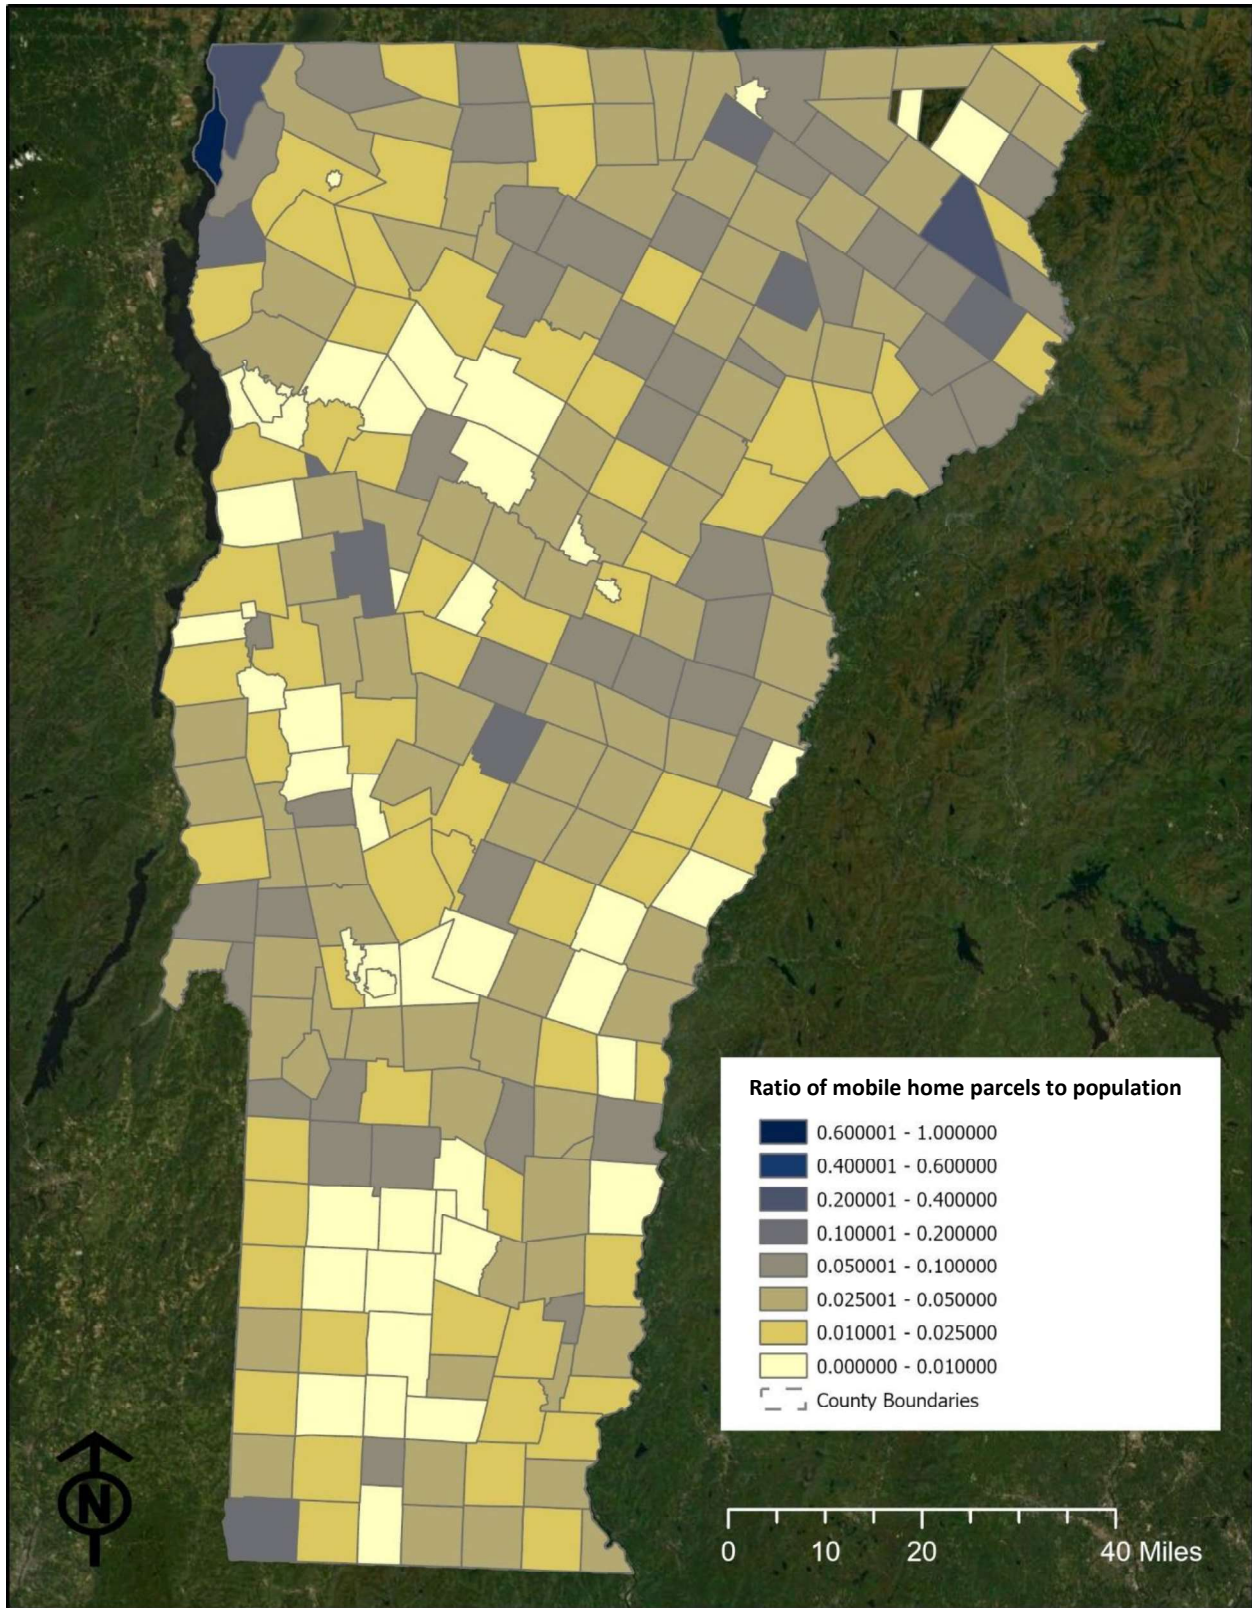 Ratio of mobile home parcels to population
0.600001 - 1.000000
0.400001 - 0.600000
0.200001 - 0.400000
0.100001 - 0.200000
0.050001 - 0.100000
0.025001 - 0.050000
0.010001 - 0.025000
0.000000 - 0.010000
County Boundaries
N
0 10 20 40 Miles